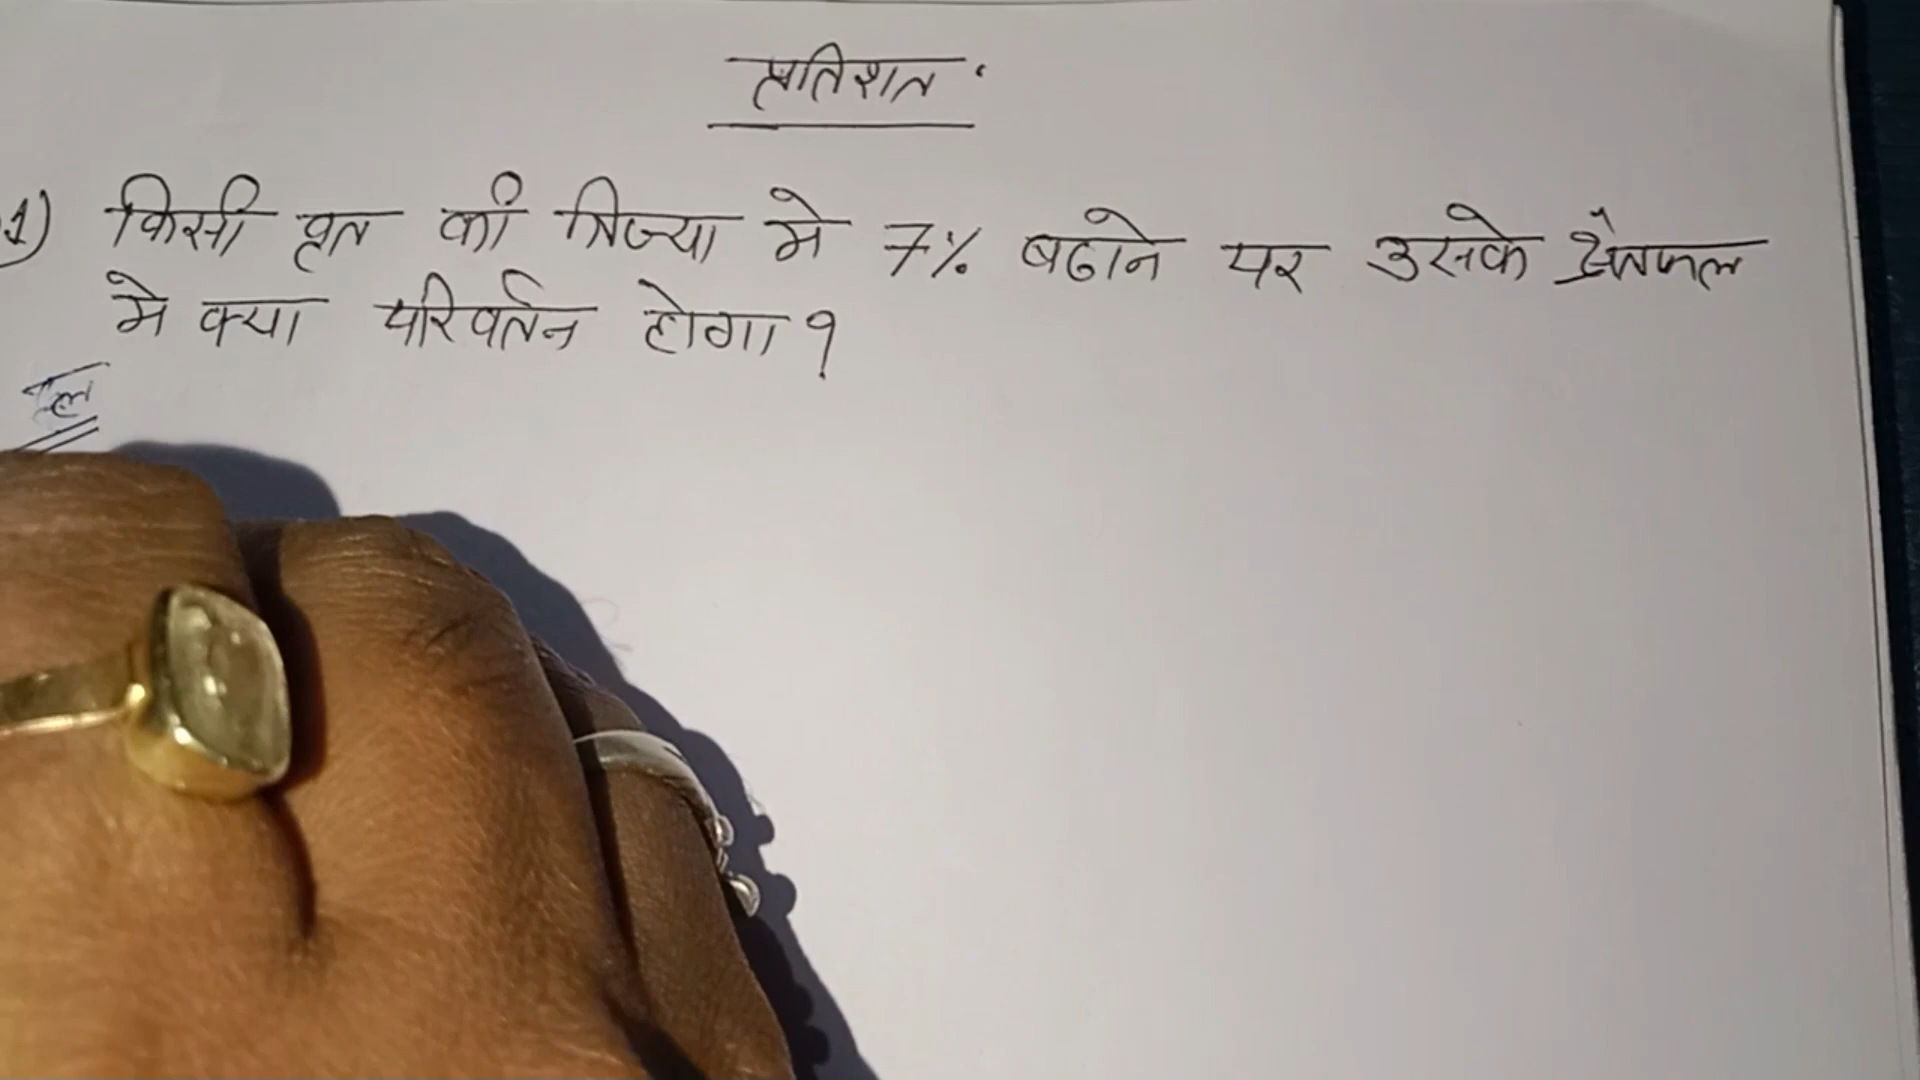 प्रतिशत
1) किसी वृत की त्रिज्या मे 7% बढाने पर उसके क्षेत्रफल
मे क्या परिवर्तन होगा ?
हल